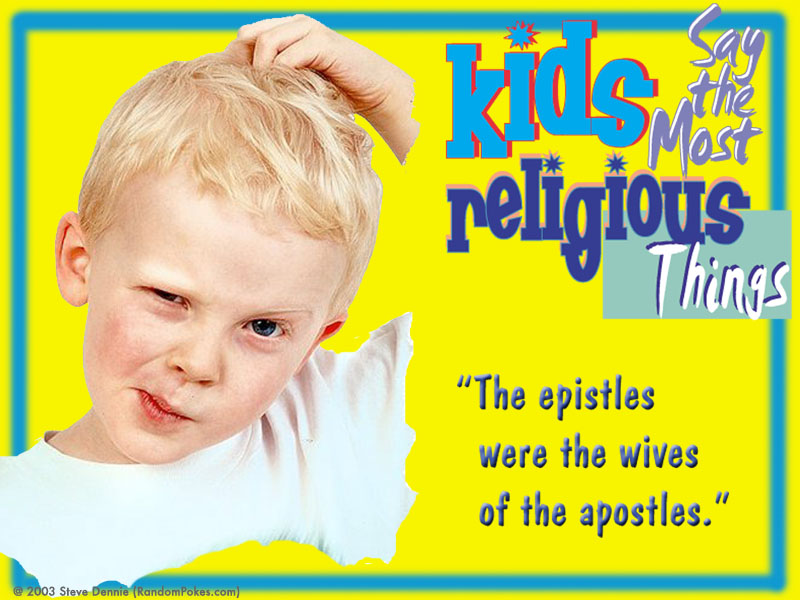 kids Say
the
Most
religious
Things
“The epistles
were the wives
of the apostles.”
@ 2003 Steve Dennie (RandomPokes.com)